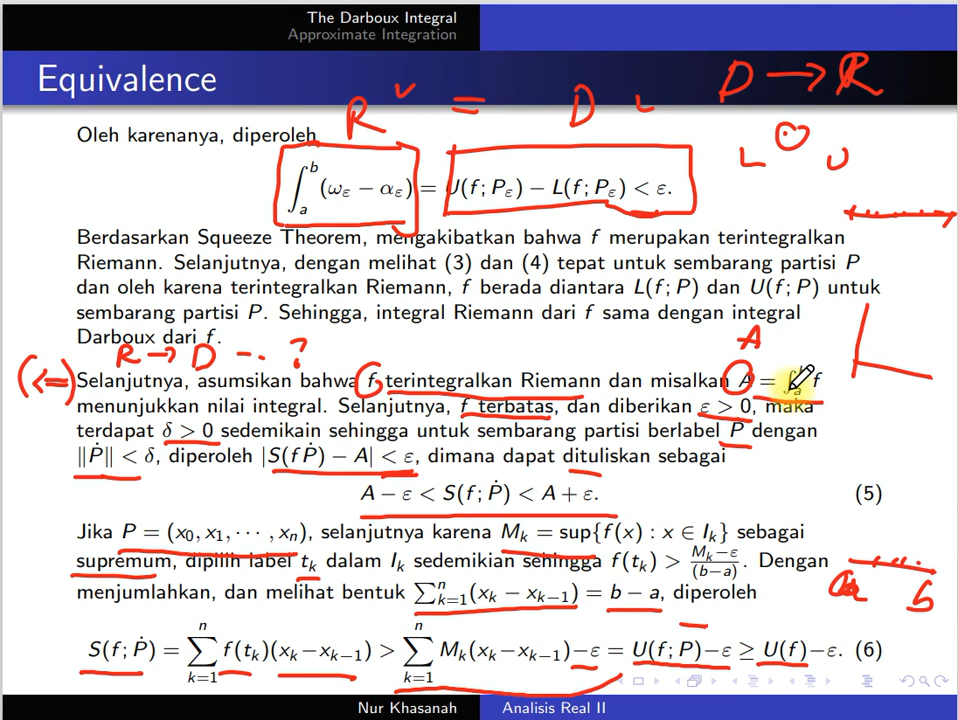 The Darboux Integral
Approximate Integration
Equivalence
D → R
R = D
L U
Oleh karenanya, diperoleh
∫_a^b (ω_ε − α_ε) = U(f; P_ε) − L(f; P_ε) < ε.
Berdasarkan Squeeze Theorem, mengakibatkan bahwa f merupakan terintegralkan
Riemann. Selanjutnya, dengan melihat (3) dan (4) tepat untuk sembarang partisi P
dan oleh karena terintegralkan Riemann, f berada diantara L(f; P) dan U(f; P) untuk
sembarang partisi P. Sehingga, integral Riemann dari f sama dengan integral
Darboux dari f.
R → D ?
A
(⇐)
Selanjutnya, asumsikan bahwa f terintegralkan Riemann dan misalkan A = ∫_a^b f
menunjukkan nilai integral. Selanjutnya, f terbatas, dan diberikan ε > 0, maka
terdapat δ > 0 sedemikain sehingga untuk sembarang partisi berlabel Ṗ dengan
‖Ṗ‖ < δ, diperoleh |S(fṖ) − A| < ε, dimana dapat dituliskan sebagai
A − ε < S(f; Ṗ) < A + ε. (5)
Jika P = (x₀, x₁, ⋯ , xₙ), selanjutnya karena M_k = sup{f(x) : x ∈ I_k} sebagai
supremum, dipilih label t_k dalam I_k sedemikian sehingga f(t_k) > (M_k−ε)/(b−a). Dengan
menjumlahkan, dan melihat bentuk ∑_{k=1}^n (x_k − x_{k−1}) = b − a, diperoleh
S(f; Ṗ) = ∑_{k=1}^n f(t_k)(x_k−x_{k−1}) > ∑_{k=1}^n M_k(x_k−x_{k−1})−ε = U(f; P)−ε ≥ U(f)−ε. (6)
Nur Khasanah
Analisis Real II